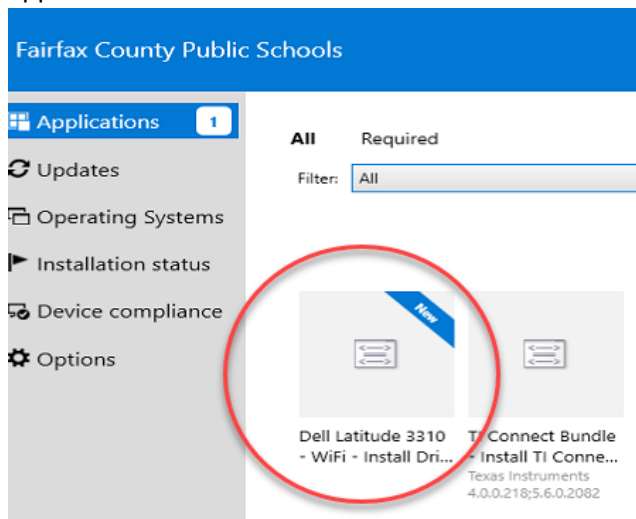 Fairfax County Public Schools
Applications 1
Updates
Operating Systems
Installation status
Device compliance
Options
All Required
Filter: All
New
Dell Latitude 3310
- WiFi - Install Dri...
TI Connect Bundle
- Install TI Conne...
Texas Instruments
4.0.0.218;5.6.0.2082